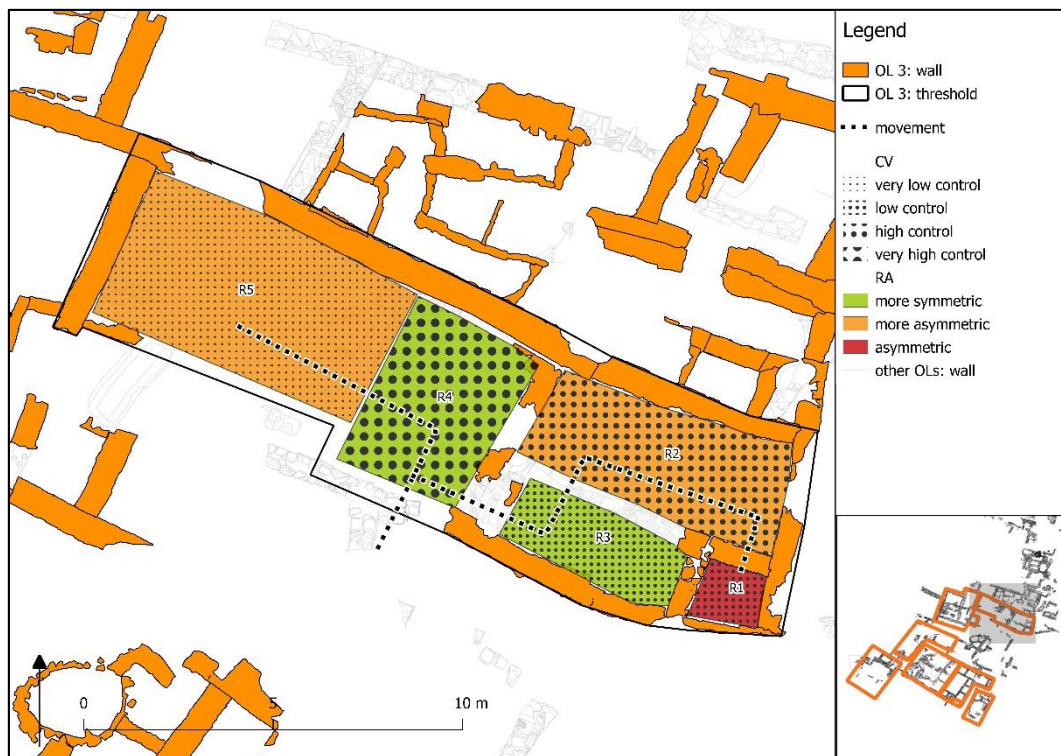 Legend
OL 3: wall
OL 3: threshold
movement
CV
very low control
low control
high control
very high control
RA
more symmetric
more asymmetric
asymmetric
other OLs: wall
R5
R4
R2
R3
R1
0 5 10 m